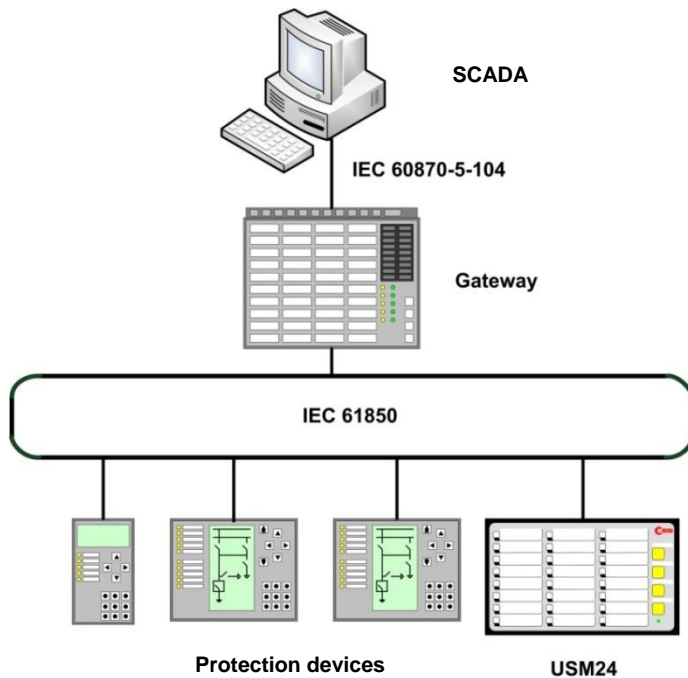 SCADA
IEC 60870-5-104
Gateway
IEC 61850
Protection devices
USM24